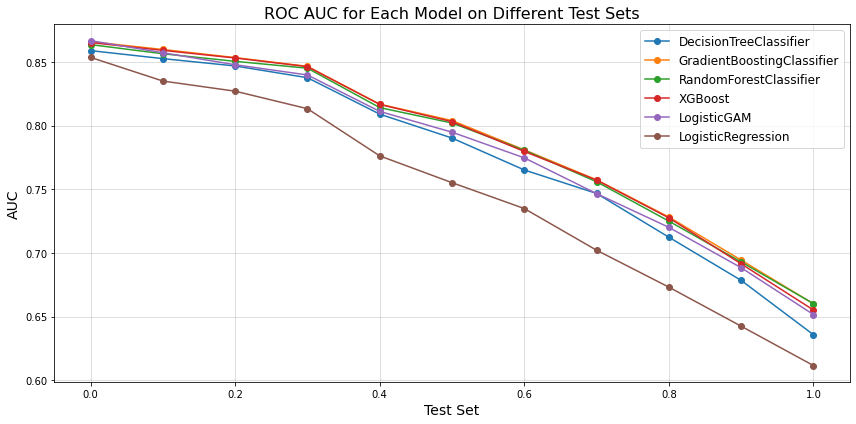 ROC AUC for Each Model on Different Test Sets
DecisionTreeClassifier
GradientBoostingClassifier
RandomForestClassifier
XGBoost
LogisticGAM
LogisticRegression
AUC
0.85
0.80
0.75
0.70
0.65
0.60
0.0 0.2 0.4 0.6 0.8 1.0
Test Set